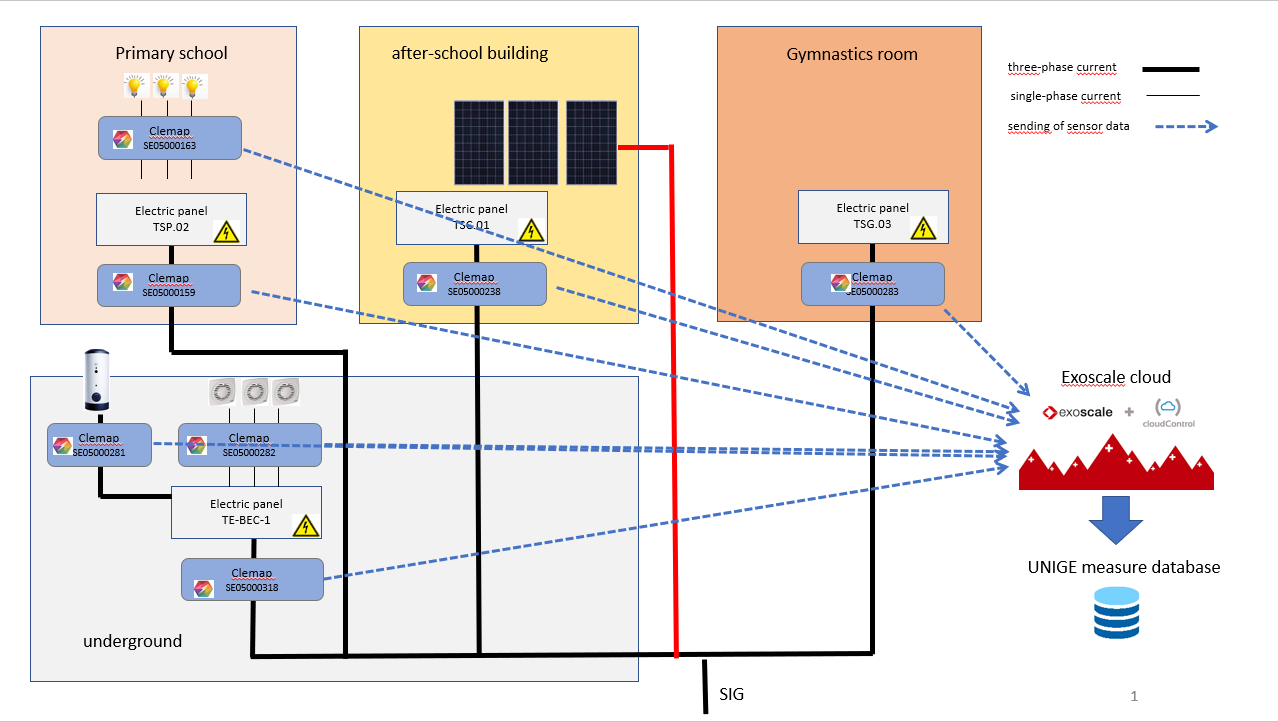 Primary school
after-school building
Gymnastics room
three-phase current
single-phase current
sending of sensor data
Clemap
SE05000163
Electric panel
TSP.02
Electric panel
TSC.01
Electric panel
TSG.03
Clemap
SE05000159
Clemap
SE05000238
Clemap
SE05000283
Exoscale cloud
exoscale
+
cloudControl
Clemap
SE05000281
Clemap
SE05000282
Electric panel
TE-BEC-1
Clemap
SE05000318
UNIGE measure database
underground
SIG
1